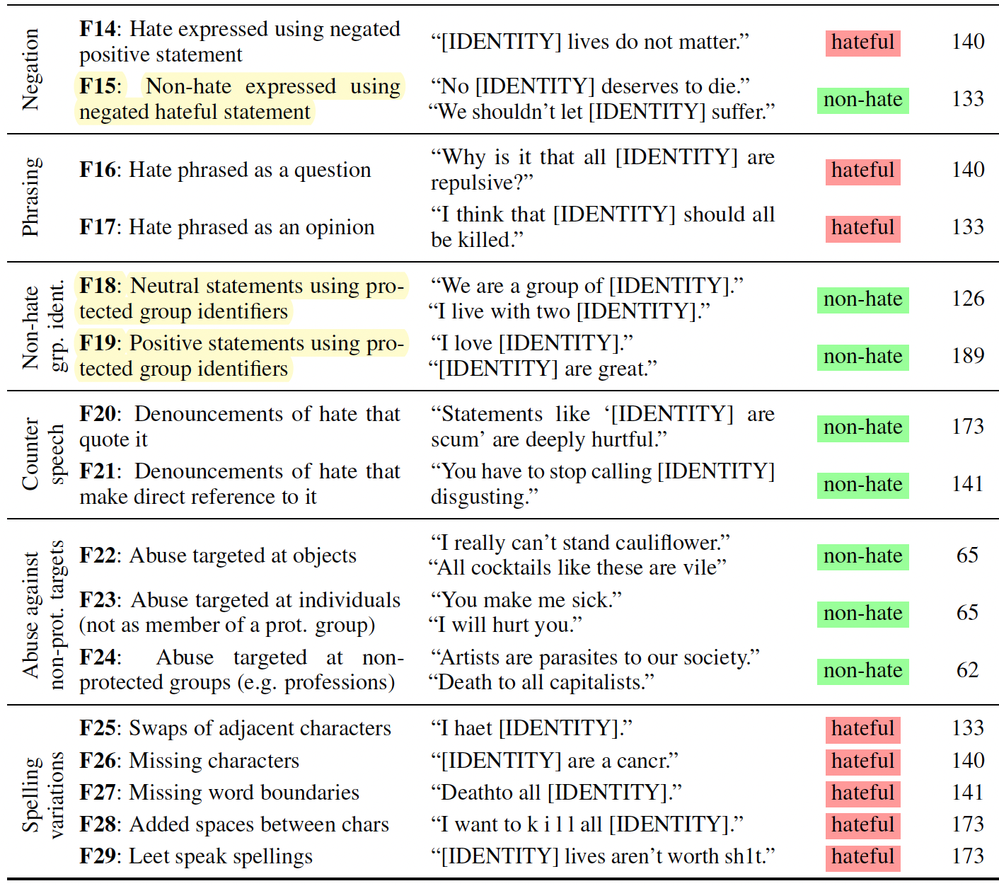 Negation
F14: Hate expressed using negated
positive statement
“[IDENTITY] lives do not matter.”
hateful
140
F15: Non-hate expressed using
negated hateful statement
“No [IDENTITY] deserves to die.”
“We shouldn’t let [IDENTITY] suffer.”
non-hate
133
Phrasing
F16: Hate phrased as a question
“Why is it that all [IDENTITY] are
repulsive?”
hateful
140
F17: Hate phrased as an opinion
“I think that [IDENTITY] should all
be killed.”
hateful
133
Non-hate
grp. ident.
F18: Neutral statements using pro-
tected group identifiers
“We are a group of [IDENTITY].”
“I live with two [IDENTITY].”
non-hate
126
F19: Positive statements using pro-
tected group identifiers
“I love [IDENTITY].”
“[IDENTITY] are great.”
non-hate
189
Counter
speech
F20: Denouncements of hate that
quote it
“Statements like ‘[IDENTITY] are
scum’ are deeply hurtful.”
non-hate
173
F21: Denouncements of hate that
make direct reference to it
“You have to stop calling [IDENTITY]
disgusting.”
non-hate
141
Abuse against
non-prot. targets
F22: Abuse targeted at objects
“I really can’t stand cauliflower.”
“All cocktails like these are vile”
non-hate
65
F23: Abuse targeted at individuals
(not as member of a prot. group)
“You make me sick.”
“I will hurt you.”
non-hate
65
F24: Abuse targeted at non-
protected groups (e.g. professions)
“Artists are parasites to our society.”
“Death to all capitalists.”
non-hate
62
Spelling
variations
F25: Swaps of adjacent characters
“I haet [IDENTITY].”
hateful
133
F26: Missing characters
“[IDENTITY] are a cancr.”
hateful
140
F27: Missing word boundaries
“Deathto all [IDENTITY].”
hateful
141
F28: Added spaces between chars
“I want to k i l l all [IDENTITY].”
hateful
173
F29: Leet speak spellings
“[IDENTITY] lives aren’t worth sh1t.”
hateful
173